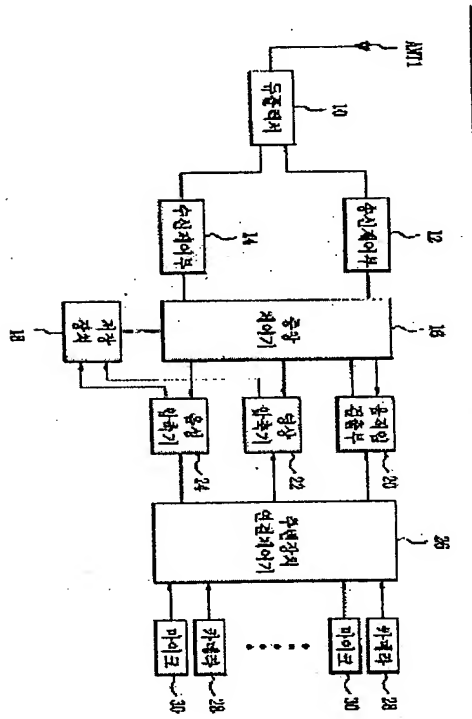 ANT1
10
듀플렉서
12
송신제어부
14
수신제어부
16
중앙
제어기
18
저장
장치
20
움직임
검출부
22
영상
압축기
24
음성
압축기
26
주변장치
연결제어기
카메라
28
마이크
30
카메라
28
마이크
30